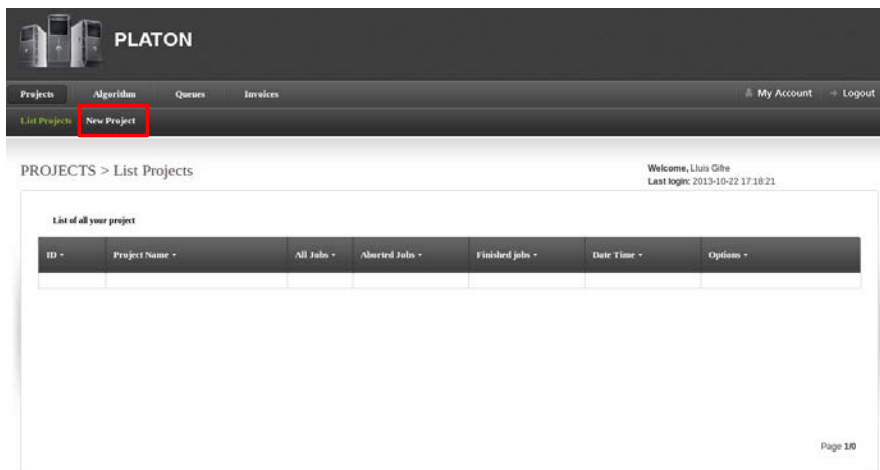 PLATON
Projects Algorithm Queues Invoices My Account Logout
List Projects New Project
PROJECTS > List Projects
Welcome, Lluis Gifre
Last login: 2013-10-22 17:18:21
List of all your project
ID Project Name All Jobs Aborted Jobs Finished jobs Date Time Options
Page 1/0